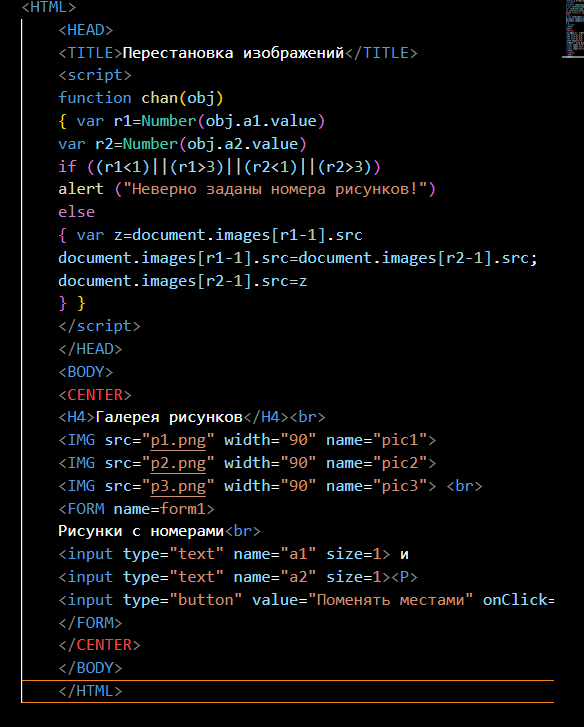 <HTML>
<HEAD>
<TITLE>Перестановка изображений</TITLE>
<script>
function chan(obj)
{ var r1=Number(obj.a1.value)
var r2=Number(obj.a2.value)
if ((r1<1)||(r1>3)||(r2<1)||(r2>3))
alert ("Неверно заданы номера рисунков!")
else
{ var z=document.images[r1-1].src
document.images[r1-1].src=document.images[r2-1].src;
document.images[r2-1].src=z
} }
</script>
</HEAD>
<BODY>
<CENTER>
<H4>Галерея рисунков</H4><br>
<IMG src="p1.png" width="90" name="pic1">
<IMG src="p2.png" width="90" name="pic2">
<IMG src="p3.png" width="90" name="pic3"> <br>
<FORM name=form1>
Рисунки с номерами<br>
<input type="text" name="a1" size=1> и
<input type="text" name="a2" size=1><P>
<input type="button" value="Поменять местами" onClick=
</FORM>
</CENTER>
</BODY>
</HTML>